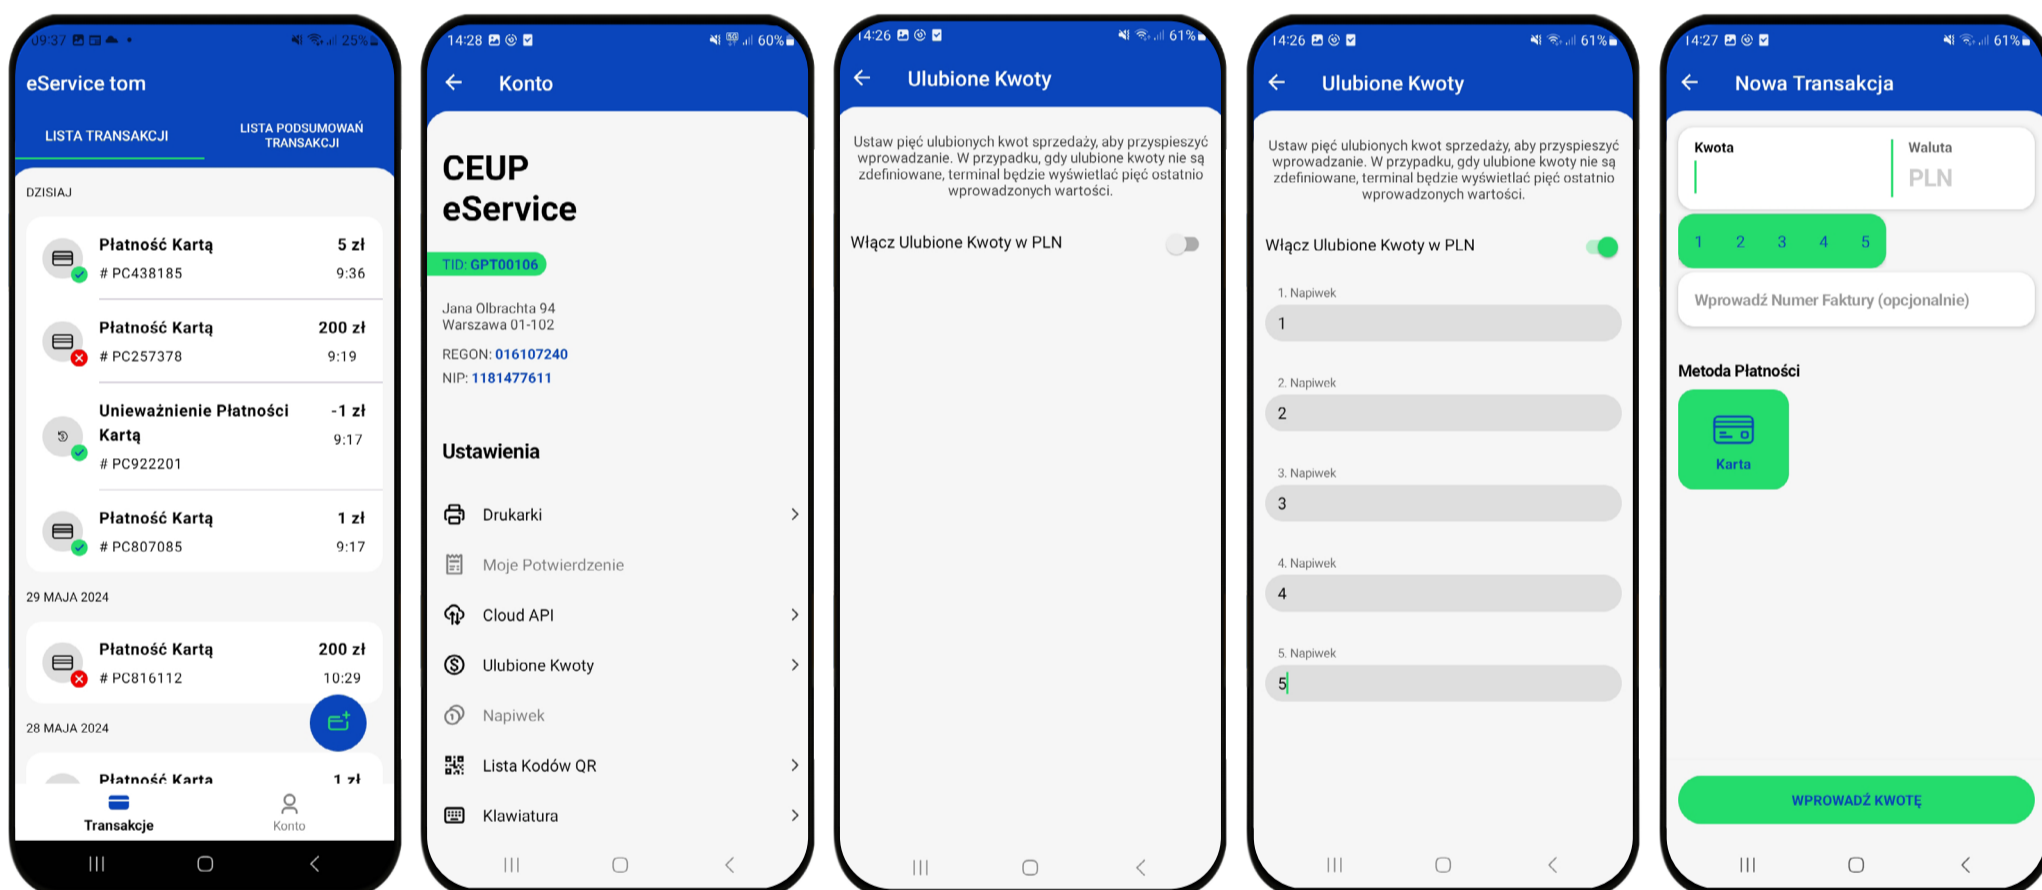 09:37
25%
eService tom
LISTA TRANSAKCJI
LISTA PODSUMOWAŃ
TRANSAKCJI
DZISIAJ
Płatność Kartą 5 zł
# PC438185 9:36
Płatność Kartą 200 zł
# PC257378 9:19
Unieważnienie Płatności -1 zł
Kartą 9:17
# PC922201
Płatność Kartą 1 zł
# PC807085 9:17
29 MAJA 2024
Płatność Kartą 200 zł
# PC816112 10:29
28 MAJA 2024
Płatność Kartą 1 zł
Transakcje
Konto
14:28
60%
Konto
CEUP
eService
TID: GPT00106
Jana Olbrachta 94
Warszawa 01-102
REGON: 016107240
NIP: 1181477611
Ustawienia
Drukarki
Moje Potwierdzenie
Cloud API
Ulubione Kwoty
Napiwek
Lista Kodów QR
Klawiatura
14:26
61%
Ulubione Kwoty
Ustaw pięć ulubionych kwot sprzedaży, aby przyspieszyć
wprowadzanie. W przypadku, gdy ulubione kwoty nie są
zdefiniowane, terminal będzie wyświetlać pięć ostatnio
wprowadzonych wartości.
Włącz Ulubione Kwoty w PLN
14:26
61%
Ulubione Kwoty
Ustaw pięć ulubionych kwot sprzedaży, aby przyspieszyć
wprowadzanie. W przypadku, gdy ulubione kwoty nie są
zdefiniowane, terminal będzie wyświetlać pięć ostatnio
wprowadzonych wartości.
Włącz Ulubione Kwoty w PLN
1. Napiwek
1
2. Napiwek
2
3. Napiwek
3
4. Napiwek
4
5. Napiwek
5
14:27
61%
Nowa Transakcja
Kwota
Waluta
PLN
1 2 3 4 5
Wprowadź Numer Faktury (opcjonalnie)
Metoda Płatności
Karta
WPROWADŹ KWOTĘ